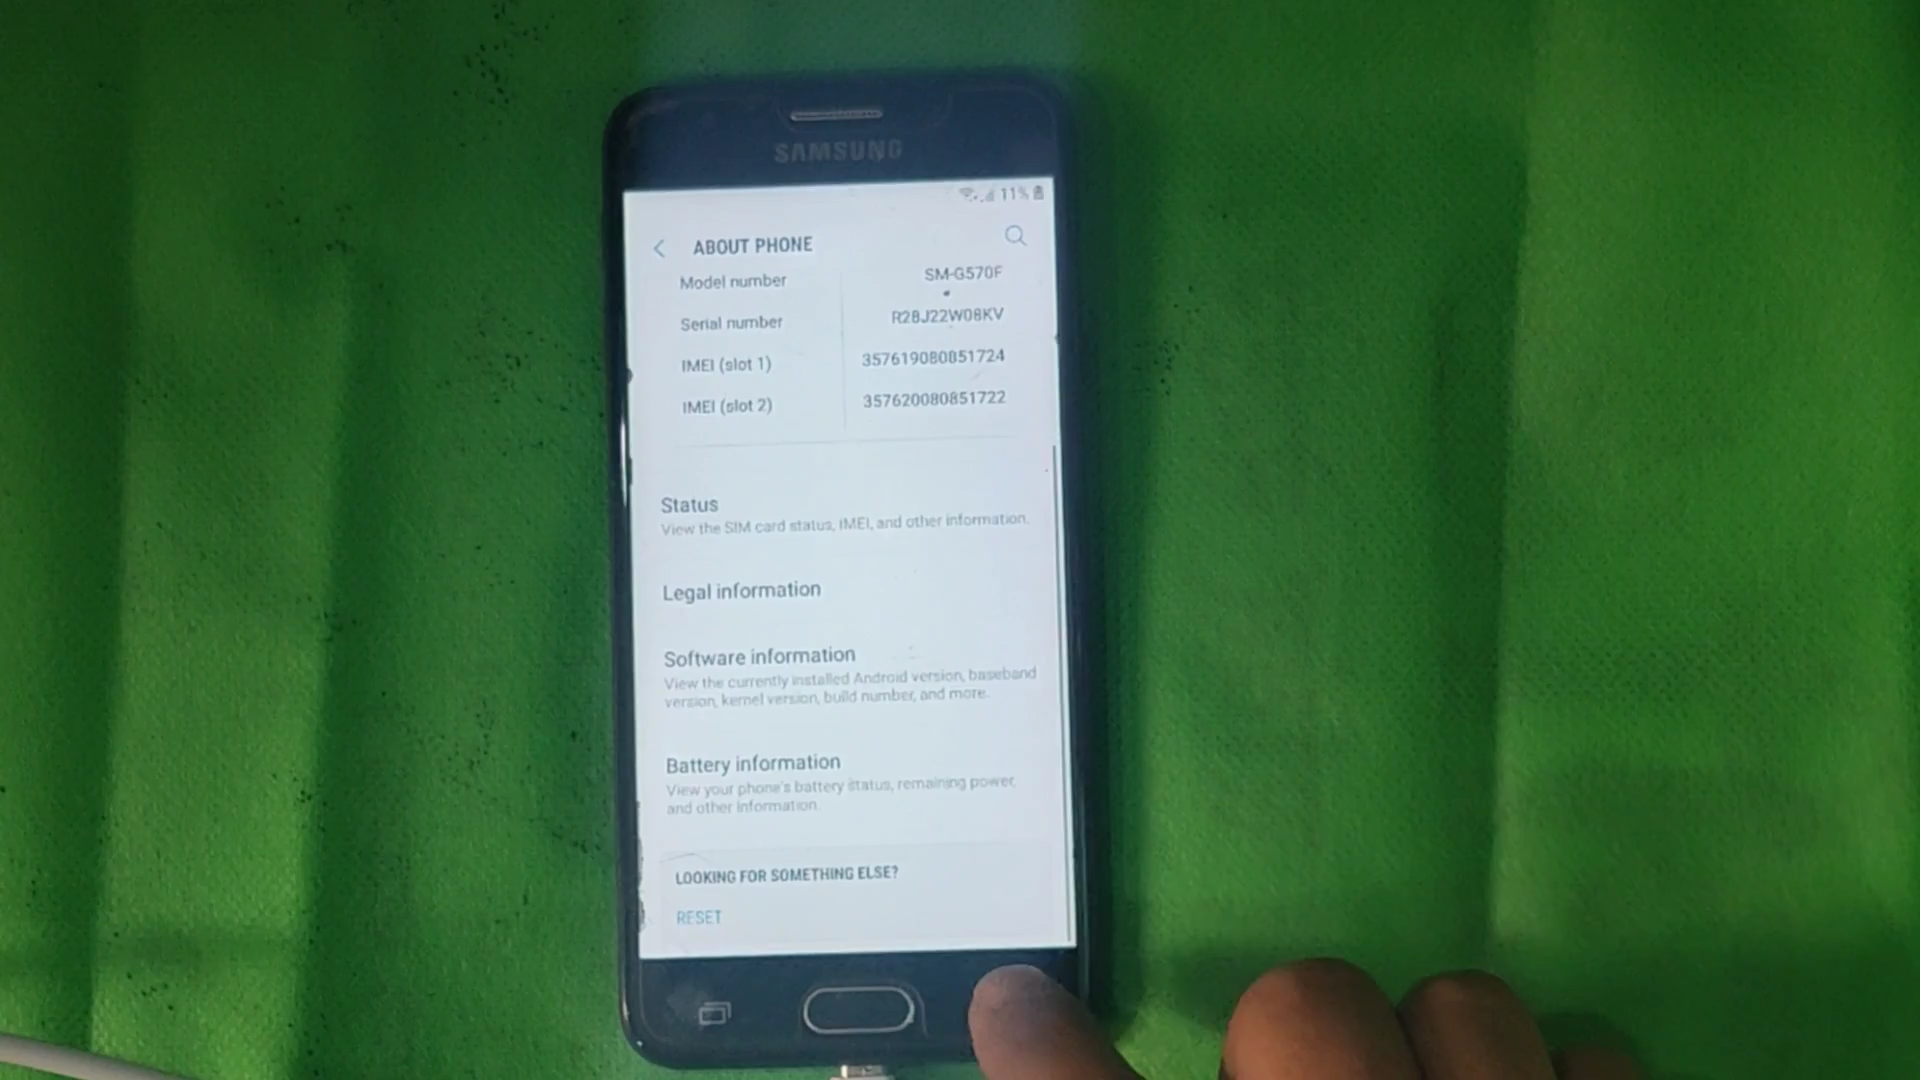 SAMSUNG
11%
ABOUT PHONE
Model number SM-G570F
Serial number R28J22W08KV
IMEI (slot 1) 357619080851724
IMEI (slot 2) 357620080851722
Status
View the SIM card status, IMEI, and other information.
Legal information
Software information
View the currently installed Android version, baseband
version, kernel version, build number, and more.
Battery information
View your phone's battery status, remaining power,
and other information.
LOOKING FOR SOMETHING ELSE?
RESET